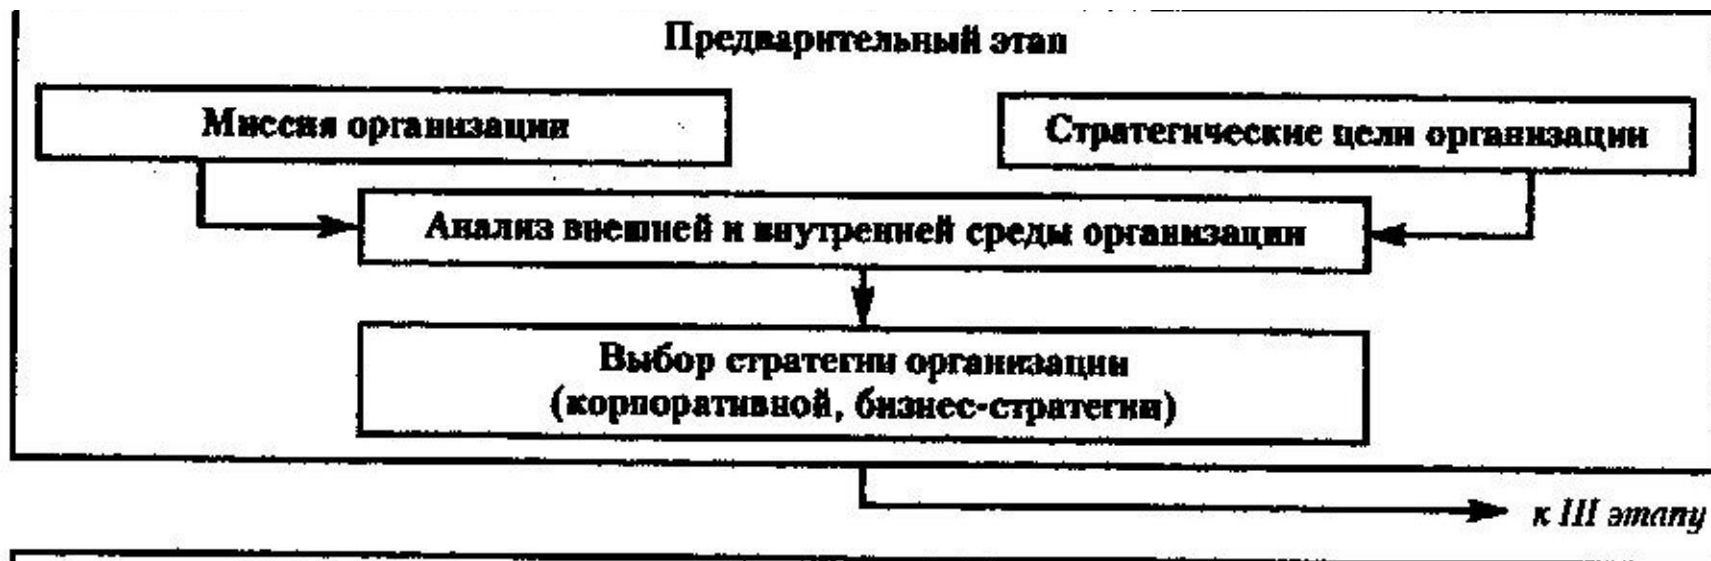 Предварительный этап
Миссия организации
Стратегические цели организации
Анализ внешней и внутренней среды организации
Выбор стратегии организации
(корпоративной, бизнес-стратегии)
к III этапу